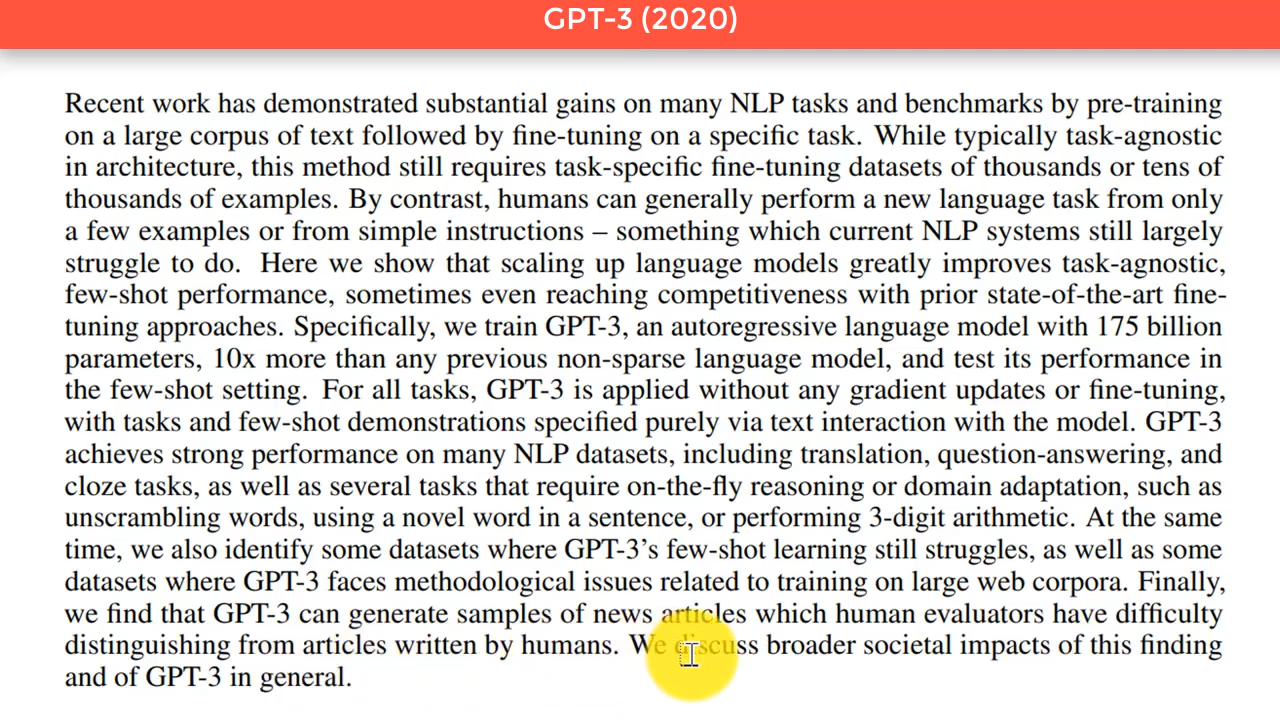 GPT-3 (2020)
Recent work has demonstrated substantial gains on many NLP tasks and benchmarks by pre-training
on a large corpus of text followed by fine-tuning on a specific task. While typically task-agnostic
in architecture, this method still requires task-specific fine-tuning datasets of thousands or tens of
thousands of examples. By contrast, humans can generally perform a new language task from only
a few examples or from simple instructions – something which current NLP systems still largely
struggle to do. Here we show that scaling up language models greatly improves task-agnostic,
few-shot performance, sometimes even reaching competitiveness with prior state-of-the-art fine-
tuning approaches. Specifically, we train GPT-3, an autoregressive language model with 175 billion
parameters, 10x more than any previous non-sparse language model, and test its performance in
the few-shot setting. For all tasks, GPT-3 is applied without any gradient updates or fine-tuning,
with tasks and few-shot demonstrations specified purely via text interaction with the model. GPT-3
achieves strong performance on many NLP datasets, including translation, question-answering, and
cloze tasks, as well as several tasks that require on-the-fly reasoning or domain adaptation, such as
unscrambling words, using a novel word in a sentence, or performing 3-digit arithmetic. At the same
time, we also identify some datasets where GPT-3's few-shot learning still struggles, as well as some
datasets where GPT-3 faces methodological issues related to training on large web corpora. Finally,
we find that GPT-3 can generate samples of news articles which human evaluators have difficulty
distinguishing from articles written by humans. We discuss broader societal impacts of this finding
and of GPT-3 in general.